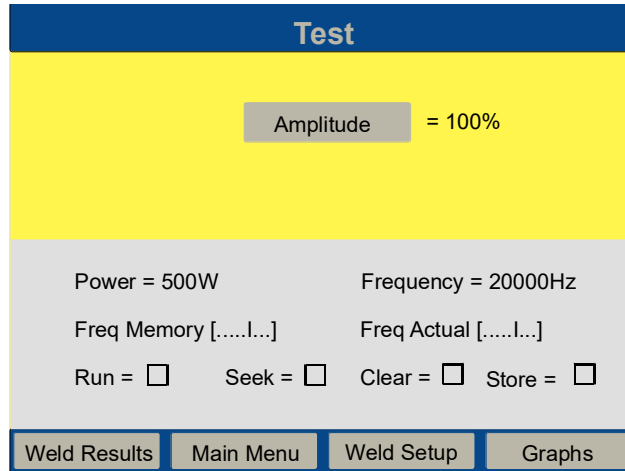 Test
Amplitude = 100%
Power = 500W Frequency = 20000Hz
Freq Memory [.....I...] Freq Actual [.....I...]
Run = Seek = Clear = Store =
Weld Results Main Menu Weld Setup Graphs